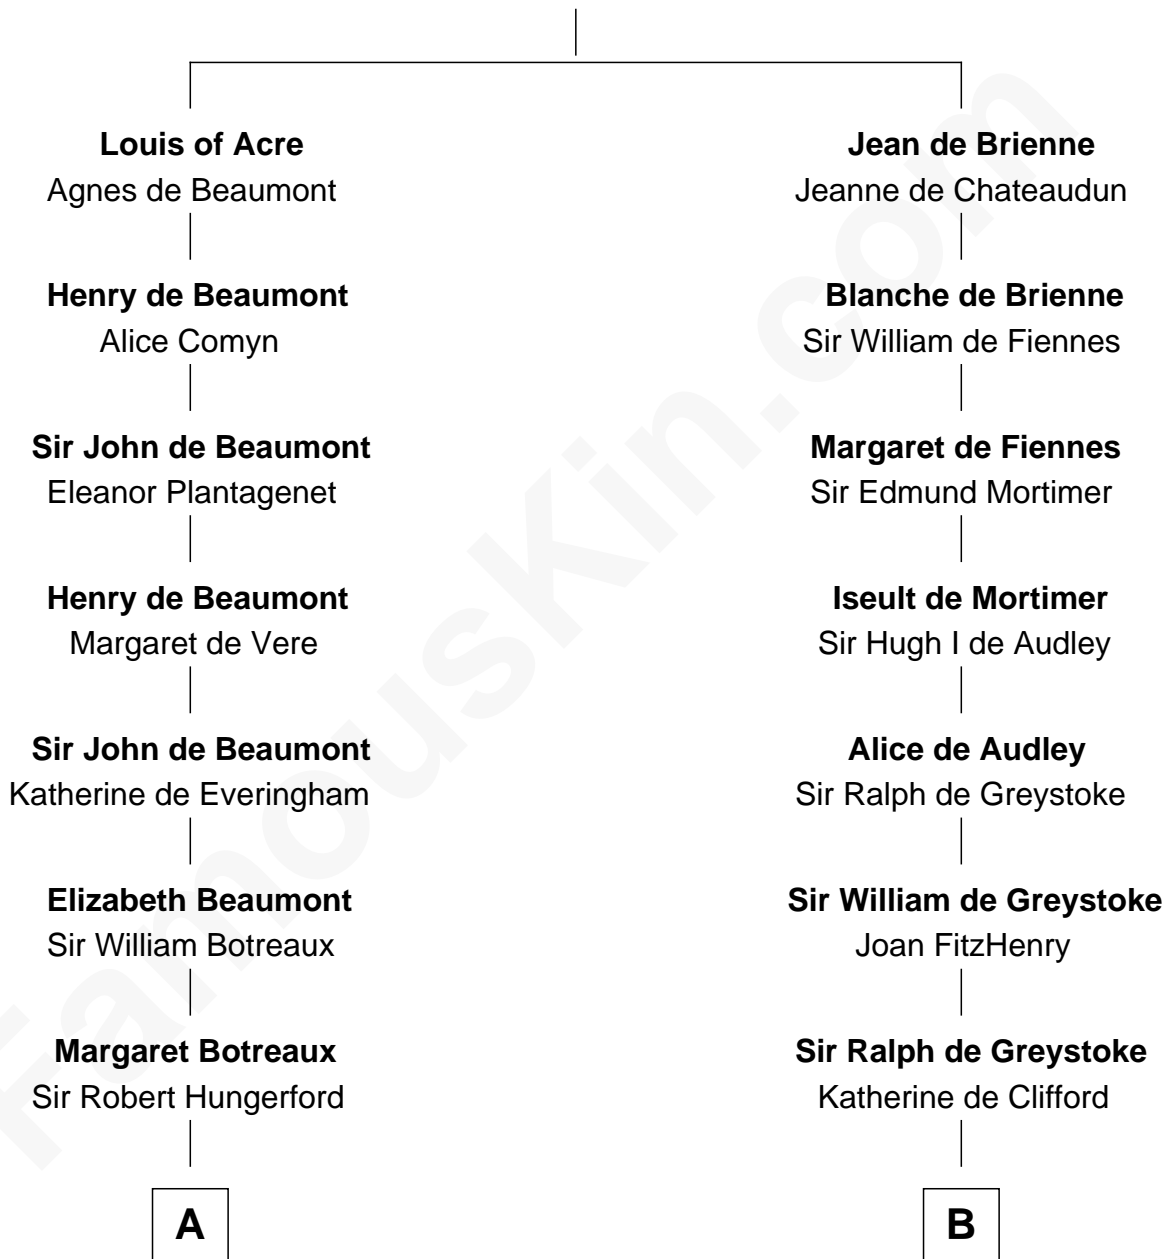 Louis of Acre
Agnes de Beaumont
Henry de Beaumont
Alice Comyn
Sir John de Beaumont
Eleanor Plantagenet
Henry de Beaumont
Margaret de Vere
Sir John de Beaumont
Katherine de Everingham
Elizabeth Beaumont
Sir William Botreaux
Margaret Botreaux
Sir Robert Hungerford
A
Jean de Brienne
Jeanne de Chateaudun
Blanche de Brienne
Sir William de Fiennes
Margaret de Fiennes
Sir Edmund Mortimer
Iseult de Mortimer
Sir Hugh I de Audley
Alice de Audley
Sir Ralph de Greystoke
Sir William de Greystoke
Joan FitzHenry
Sir Ralph de Greystoke
Katherine de Clifford
B
FamousKin.com